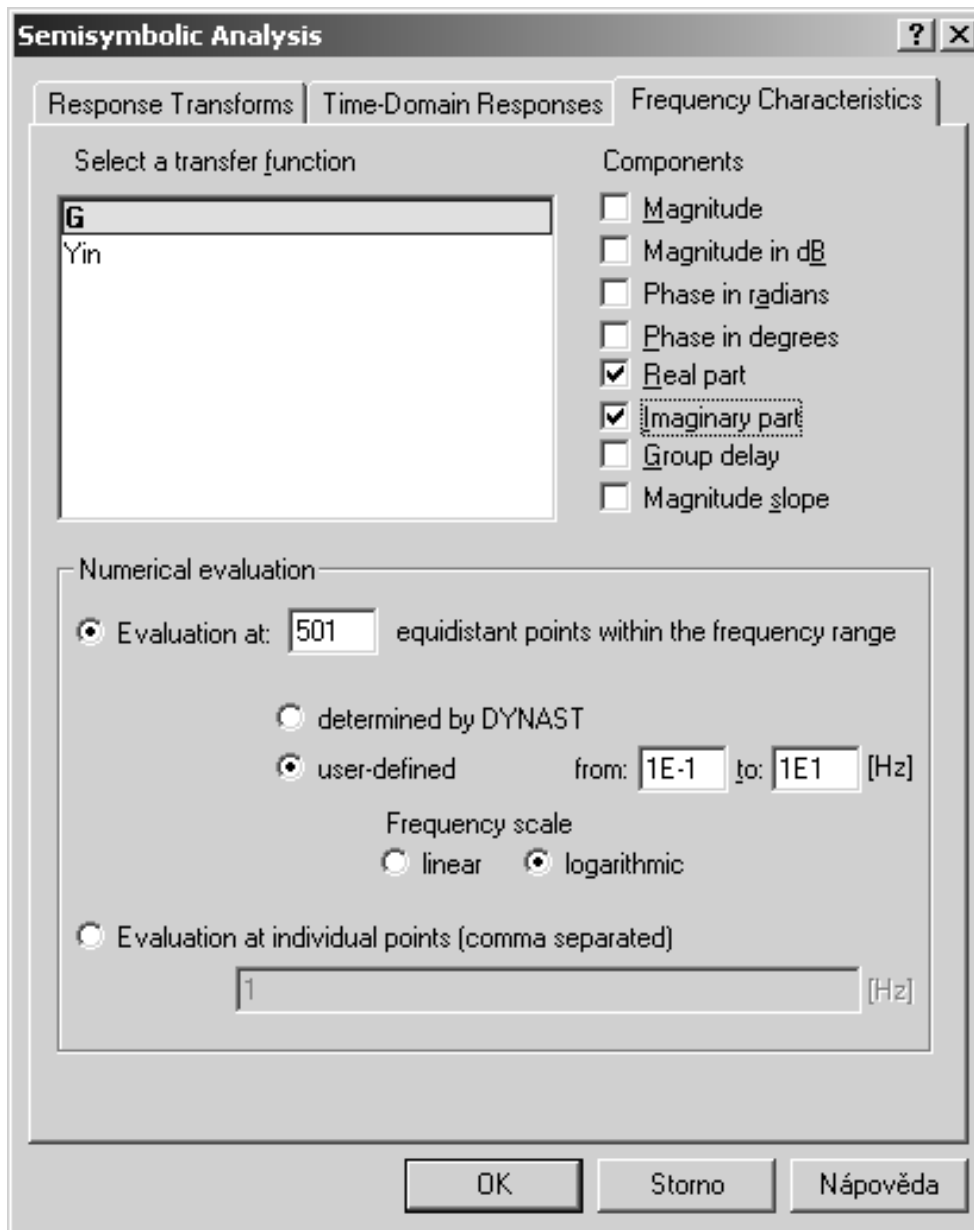 Semisymbolic Analysis
Response Transforms Time-Domain Responses Frequency Characteristics
Select a transfer function
G
Yin
Components
Magnitude
Magnitude in dB
Phase in radians
Phase in degrees
Real part
Imaginary part
Group delay
Magnitude slope
Numerical evaluation
Evaluation at: 501 equidistant points within the frequency range
determined by DYNAST
user-defined from: 1E-1 to: 1E1 [Hz]
Frequency scale
linear logarithmic
Evaluation at individual points (comma separated)
1 [Hz]
OK Storno Nápověda